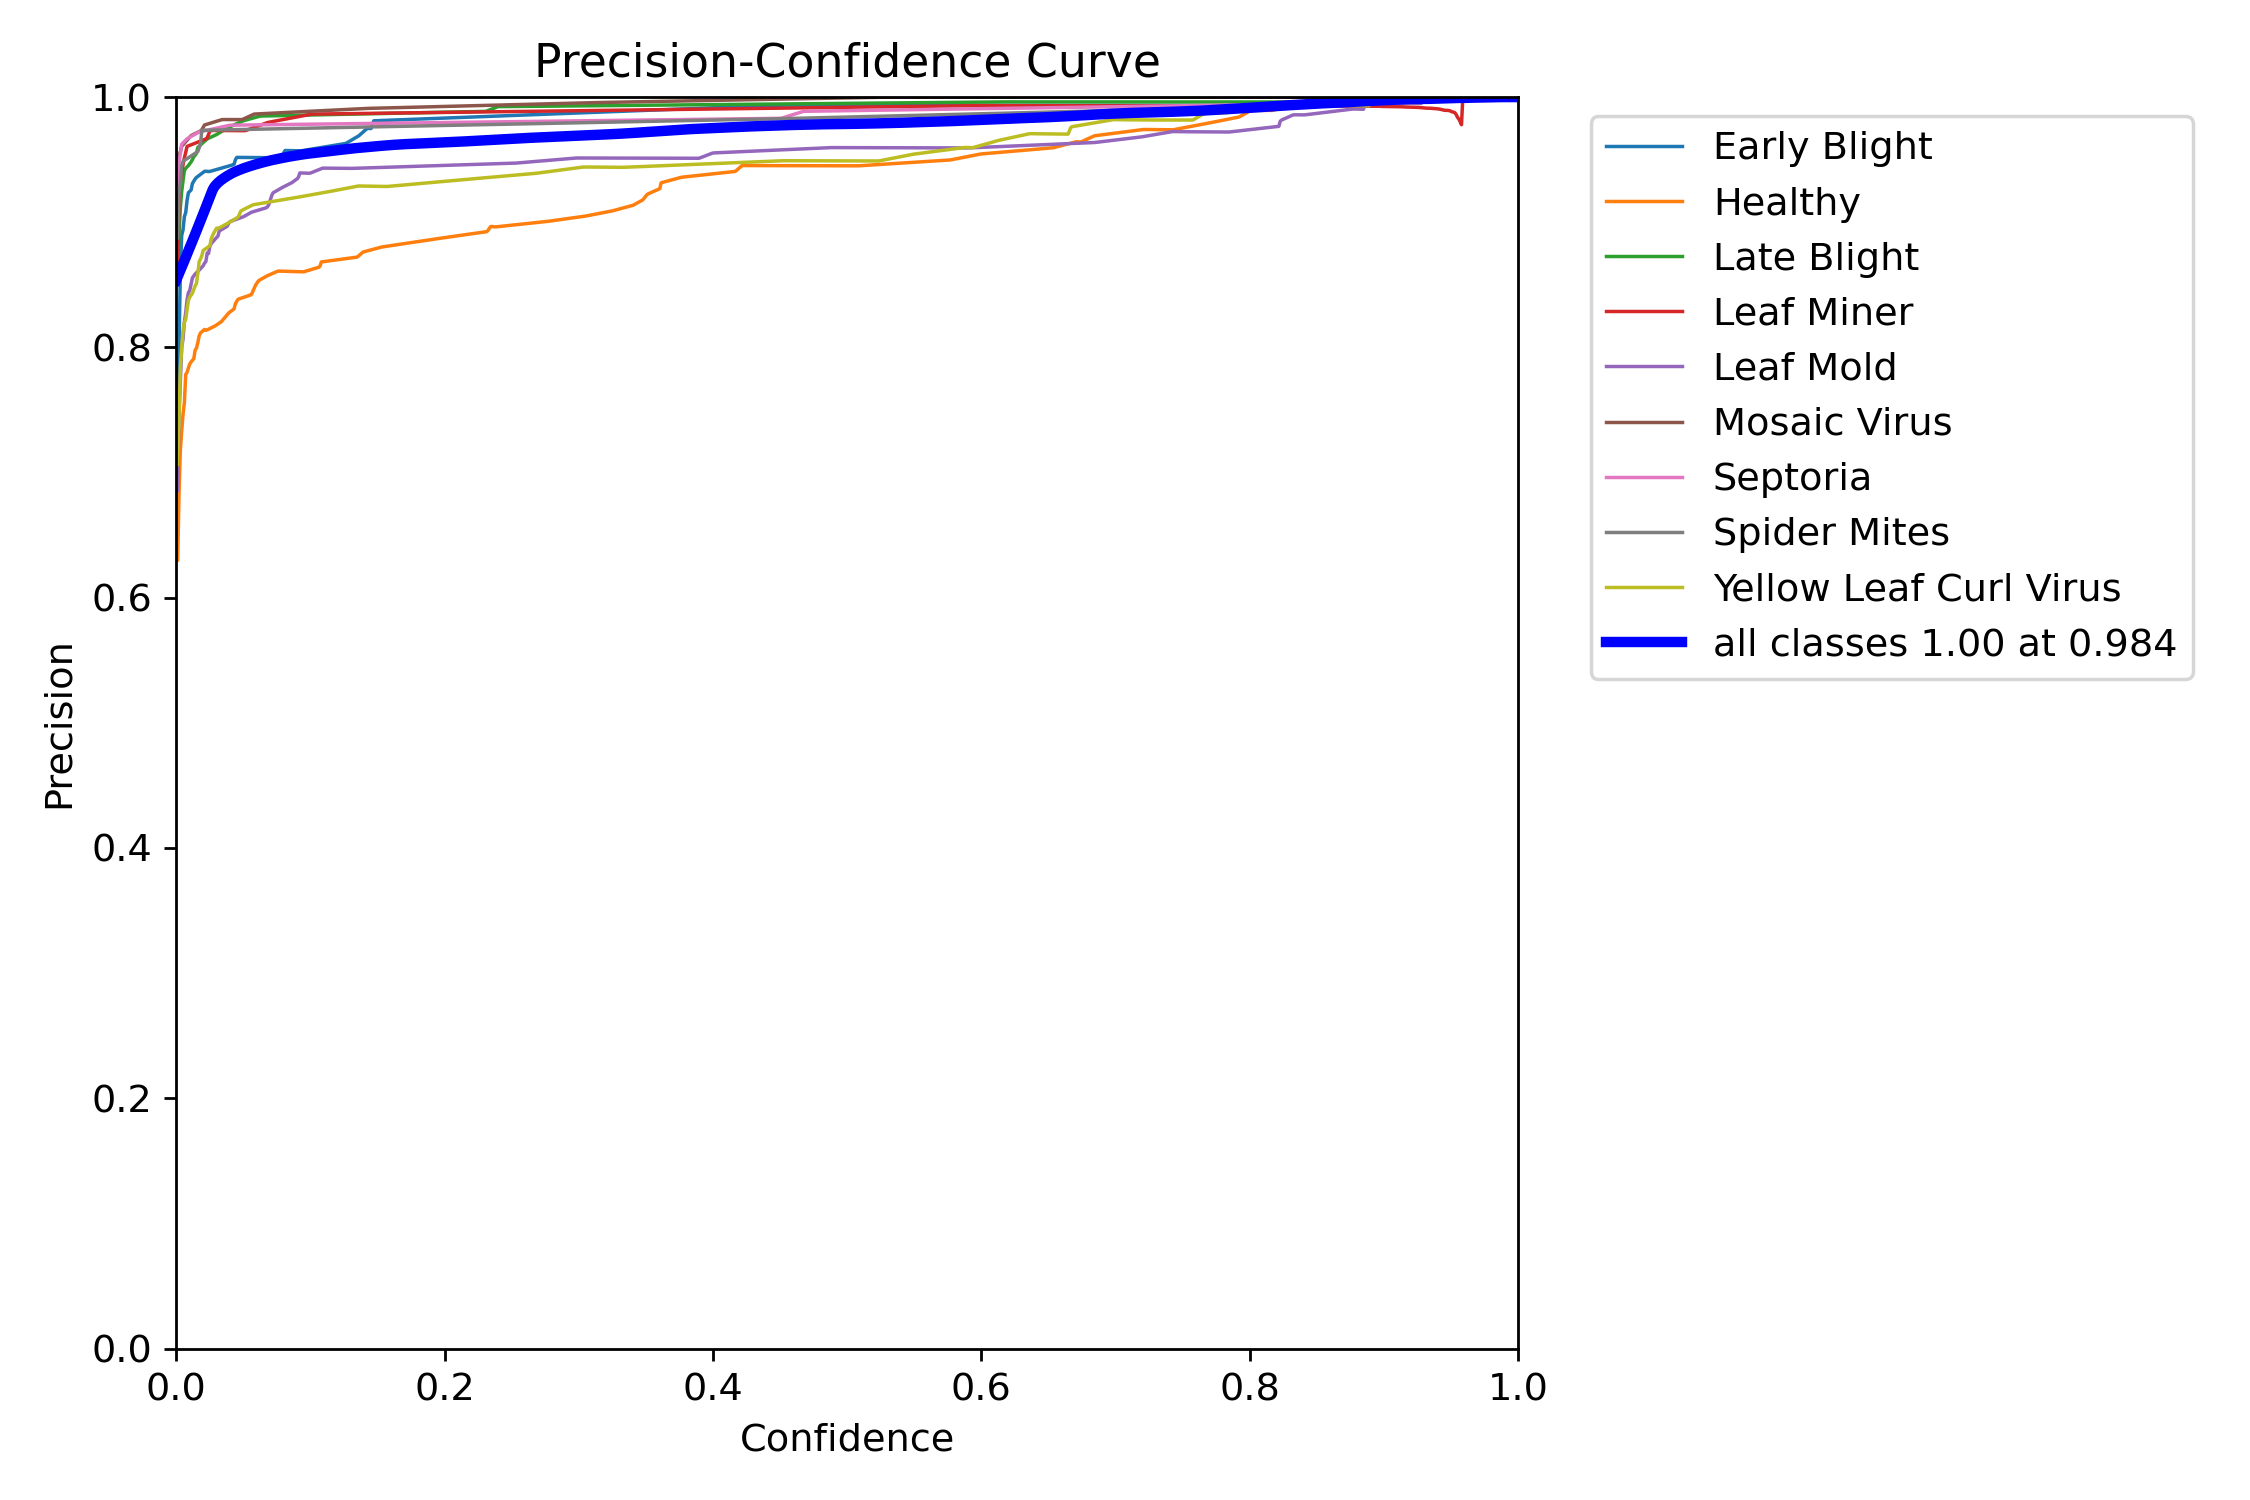 Precision-Confidence Curve
1.0
0.8
0.6
0.4
0.2
0.0
Precision
0.0 0.2 0.4 0.6 0.8 1.0
Confidence
Early Blight
Healthy
Late Blight
Leaf Miner
Leaf Mold
Mosaic Virus
Septoria
Spider Mites
Yellow Leaf Curl Virus
all classes 1.00 at 0.984